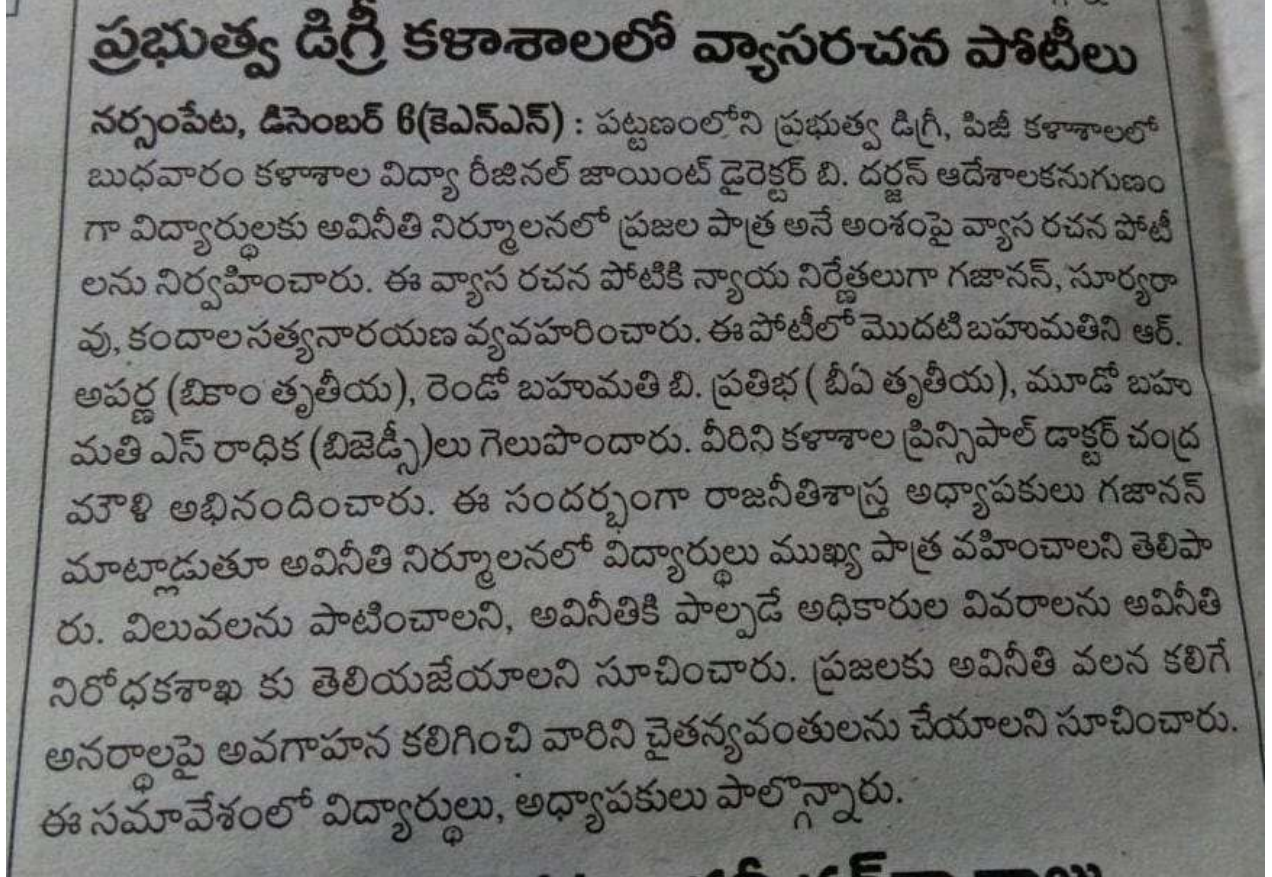 ప్రభుత్వ డిగ్రీ కళాశాలలో వ్యాసరచన పోటీలు
నర్సంపేట, డిసెంబర్ 6(కెఎన్ఎన్) : పట్టణంలోని ప్రభుత్వ డిగ్రీ, పిజీ కళాశాలలో
బుధవారం కళాశాల విద్యా రీజినల్ జాయింట్ డైరెక్టర్ బి. దర్జన్ ఆదేశాలకనుగుణం
గా విద్యార్థులకు అవినీతి నిర్మూలనలో ప్రజల పాత్ర అనే అంశంపై వ్యాస రచన పోటీ
లను నిర్వహించారు. ఈ వ్యాస రచన పోటికి న్యాయ నిర్ణేతలుగా గజానన్, సూర్యరా
వు, కందాల సత్యనారయణ వ్యవహరించారు. ఈ పోటీలో మొదటి బహుమతిని ఆర్.
అపర్ణ (బికాం తృతీయ), రెండో బహుమతి బి. ప్రతిభ ( బీఏ తృతీయ), మూడో బహు
మతి ఎస్ రాధిక (బిజెడ్సీ)లు గెలుపొందారు. వీరిని కళాశాల ప్రిన్సిపాల్ డాక్టర్ చంద్ర
మౌళి అభినందించారు. ఈ సందర్భంగా రాజనీతిశాస్త్ర అధ్యాపకులు గజానన్
మాట్లాడుతూ అవినీతి నిర్మూలనలో విద్యార్థులు ముఖ్య పాత్ర వహించాలని తెలిపా
రు. విలువలను పాటించాలని, అవినీతికి పాల్పడే అధికారుల వివరాలను అవినీతి
నిరోధకశాఖ కు తెలియజేయాలని సూచించారు. ప్రజలకు అవినీతి వలన కలిగే
అనర్థాలపై అవగాహన కలిగించి వారిని చైతన్యవంతులను చేయాలని సూచించారు.
ఈ సమావేశంలో విద్యార్థులు, అధ్యాపకులు పాల్గొన్నారు.